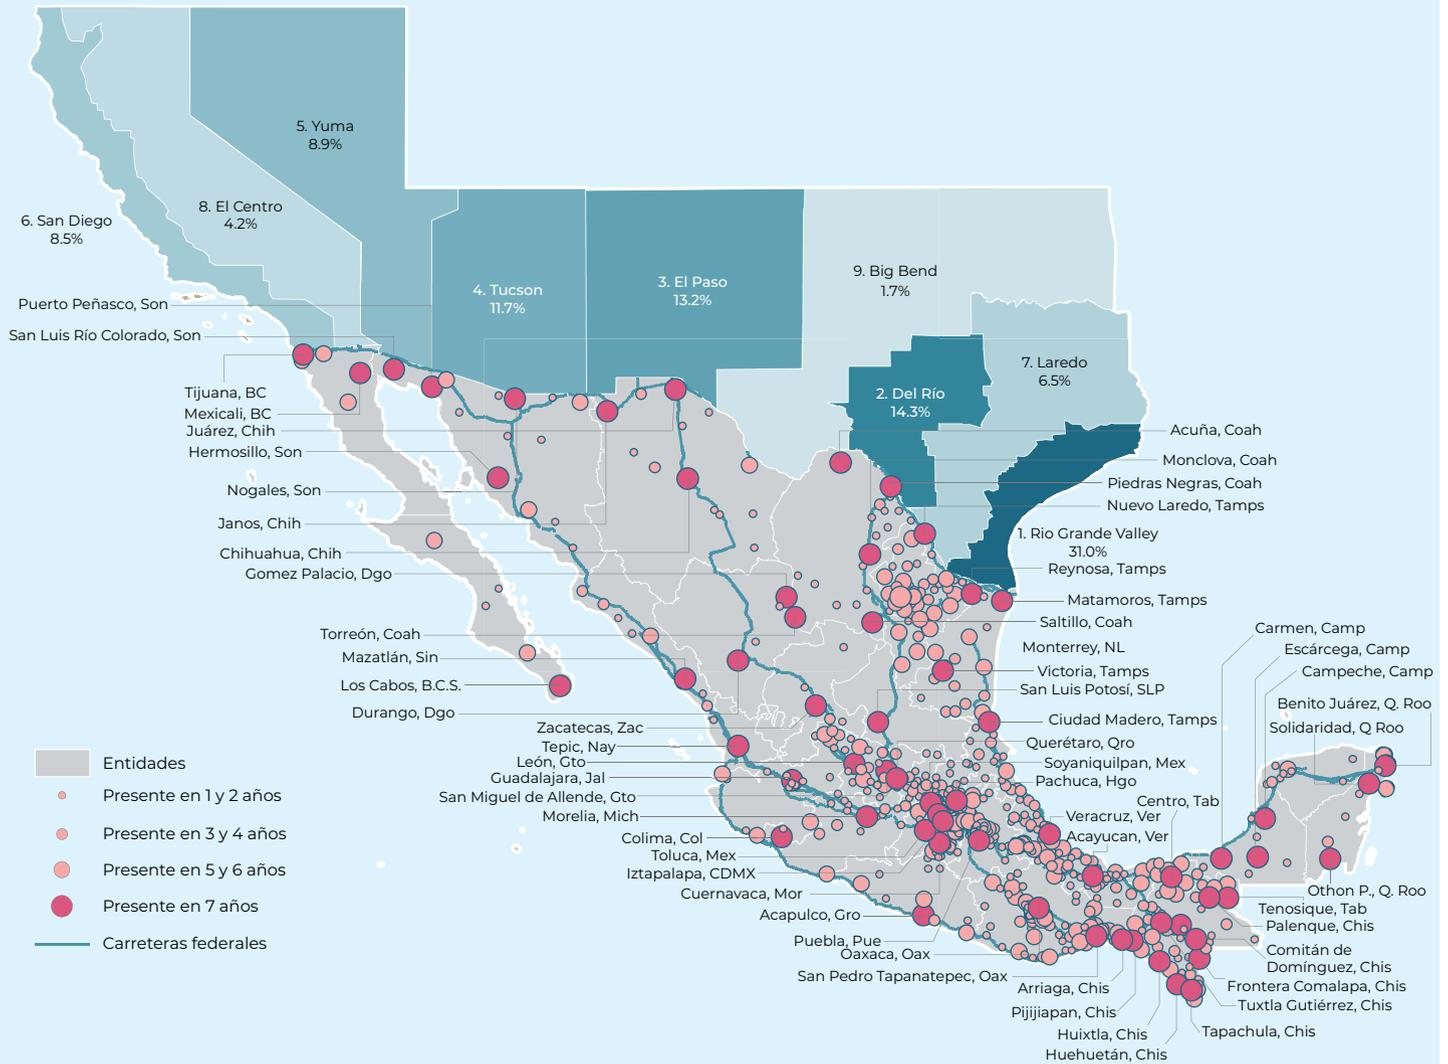 5. Yuma
8.9%
8. El Centro
4.2%
6. San Diego
8.5%
4. Tucson
11.7%
3. El Paso
13.2%
9. Big Bend
1.7%
7. Laredo
6.5%
2. Del Río
14.3%
1. Rio Grande Valley
31.0%
Puerto Peñasco, Son
San Luis Río Colorado, Son
Tijuana, BC
Mexicali, BC
Juárez, Chih
Hermosillo, Son
Nogales, Son
Janos, Chih
Chihuahua, Chih
Gomez Palacio, Dgo
Torreón, Coah
Mazatlán, Sin
Los Cabos, B.C.S.
Durango, Dgo
Zacatecas, Zac
Tepic, Nay
León, Gto
Guadalajara, Jal
San Miguel de Allende, Gto
Morelia, Mich
Colima, Col
Toluca, Mex
Iztapalapa, CDMX
Cuernavaca, Mor
Acapulco, Gro
Puebla, Pue
Oaxaca, Oax
San Pedro Tapanatepec, Oax
Arriaga, Chis
Pijijiapan, Chis
Huixtla, Chis
Huehuetán, Chis
Acuña, Coah
Monclova, Coah
Piedras Negras, Coah
Nuevo Laredo, Tamps
Reynosa, Tamps
Matamoros, Tamps
Saltillo, Coah
Monterrey, NL
Victoria, Tamps
San Luis Potosí, SLP
Ciudad Madero, Tamps
Querétaro, Qro
Soyaniquilpan, Mex
Pachuca, Hgo
Centro, Tab
Veracruz, Ver
Acayucan, Ver
Carmen, Camp
Escárcega, Camp
Campeche, Camp
Benito Juárez, Q. Roo
Solidaridad, Q Roo
Othon P., Q. Roo
Tenosique, Tab
Palenque, Chis
Comitán de
Domínguez, Chis
Frontera Comalapa, Chis
Tuxtla Gutiérrez, Chis
Tapachula, Chis
Entidades
Presente en 1 y 2 años
Presente en 3 y 4 años
Presente en 5 y 6 años
Presente en 7 años
Carreteras federales